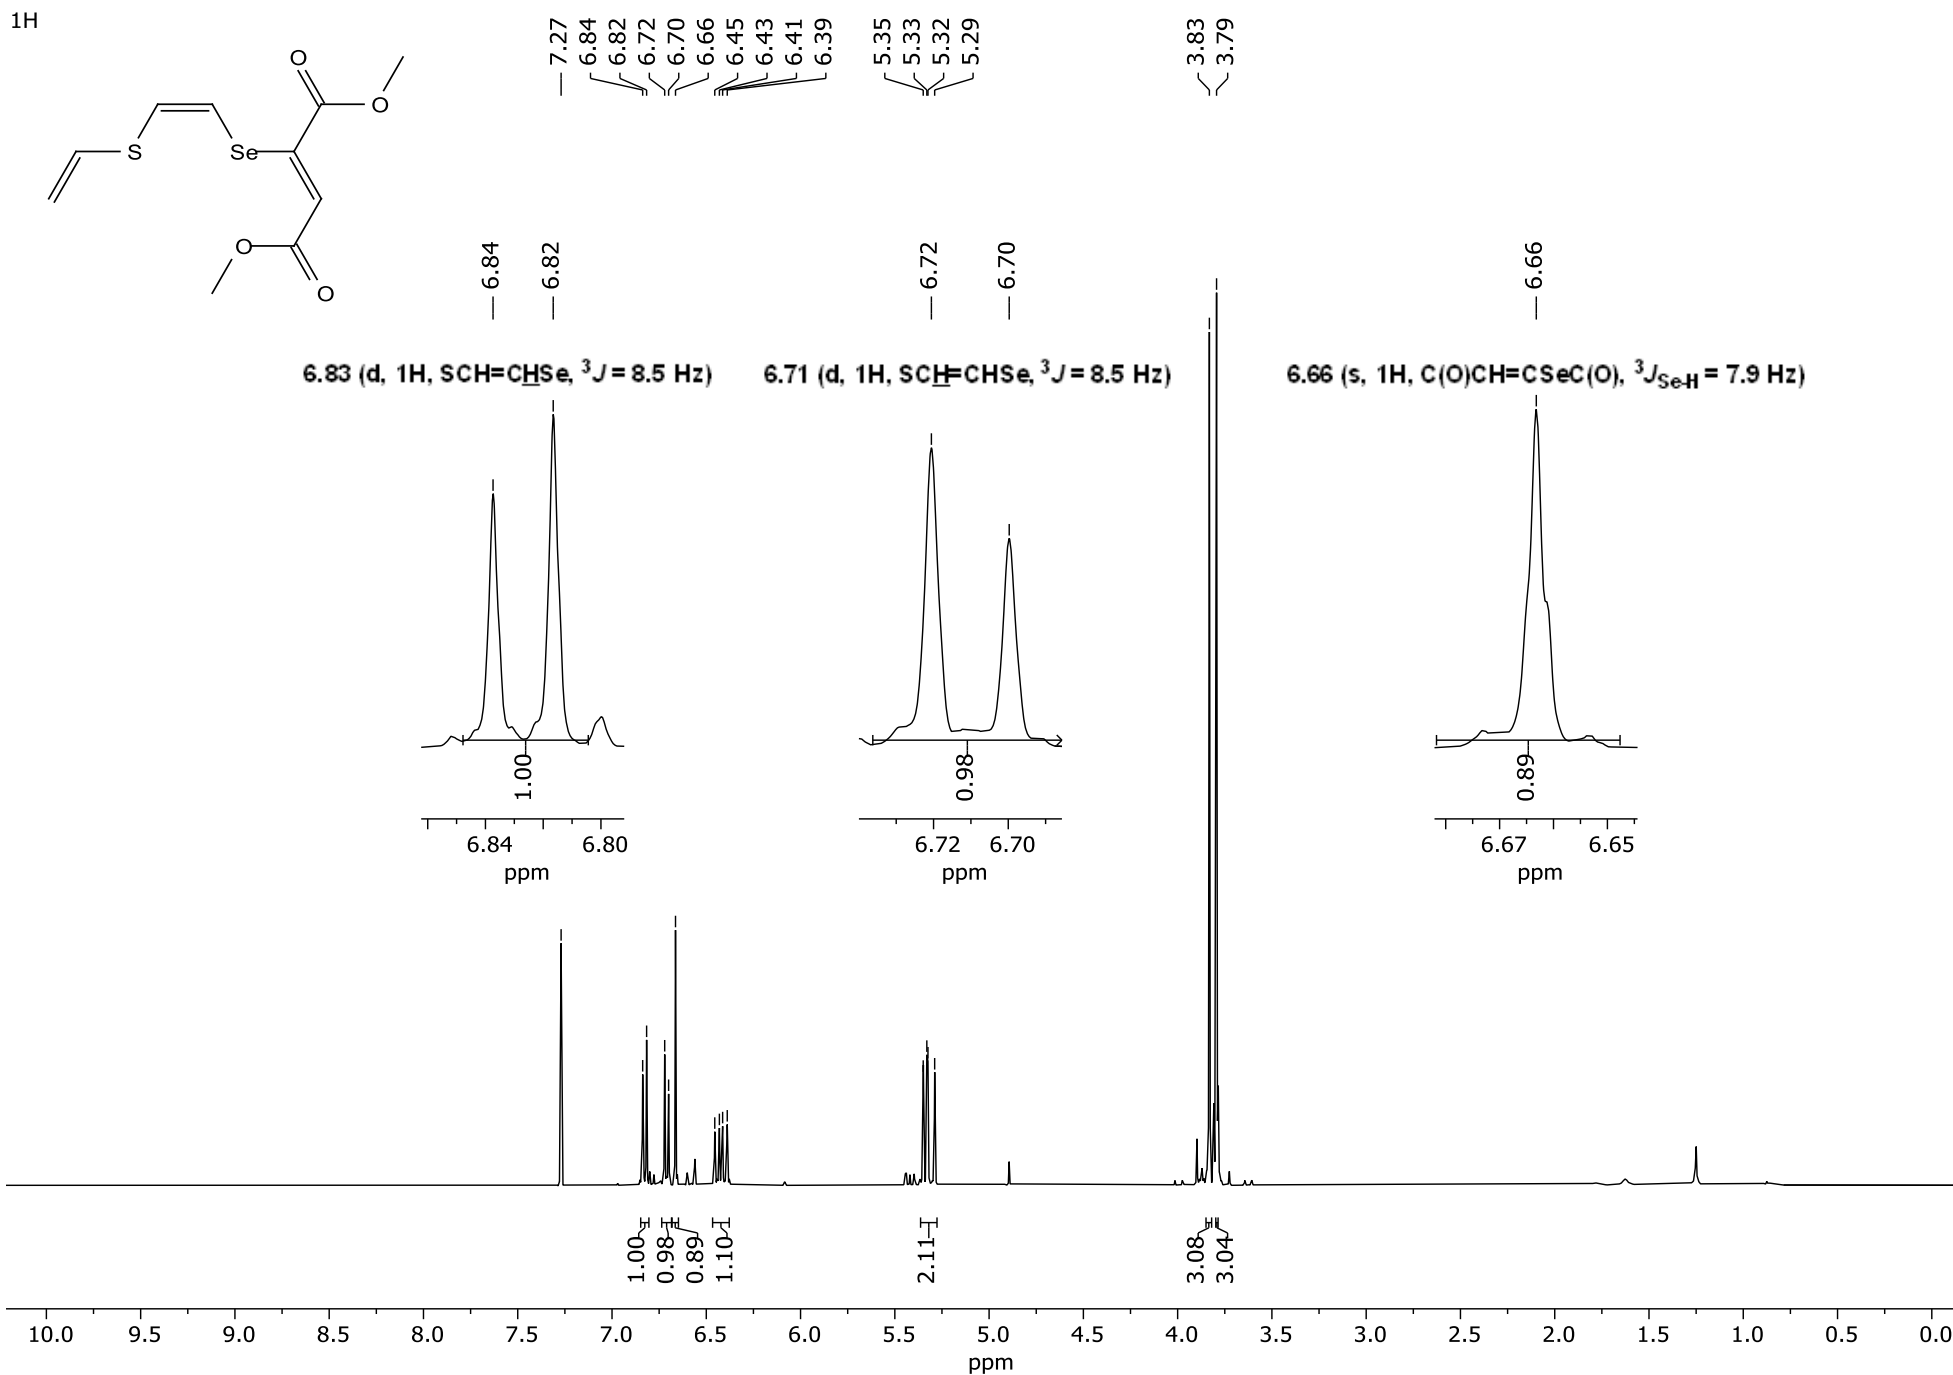 1H
7.27
6.84
6.82
6.72
6.70
6.66
6.45
6.43
6.41
6.39
5.35
5.33
5.32
5.29
3.83
3.79
O
O
S
Se
O
O
6.84
6.82
6.72
6.70
6.66
6.83 (d, 1H, SCH=CHSe, ³J = 8.5 Hz)
6.71 (d, 1H, SCH=CHSe, ³J = 8.5 Hz)
6.66 (s, 1H, C(O)CH=CSeC(O), ³J Se-H = 7.9 Hz)
1.00
0.98
0.89
6.84 6.80
ppm
6.72 6.70
ppm
6.67 6.65
ppm
1.00
0.98
0.89
1.10
2.11
3.08
3.04
10.0 9.5 9.0 8.5 8.0 7.5 7.0 6.5 6.0 5.5 5.0 4.5 4.0 3.5 3.0 2.5 2.0 1.5 1.0 0.5 0.0
ppm